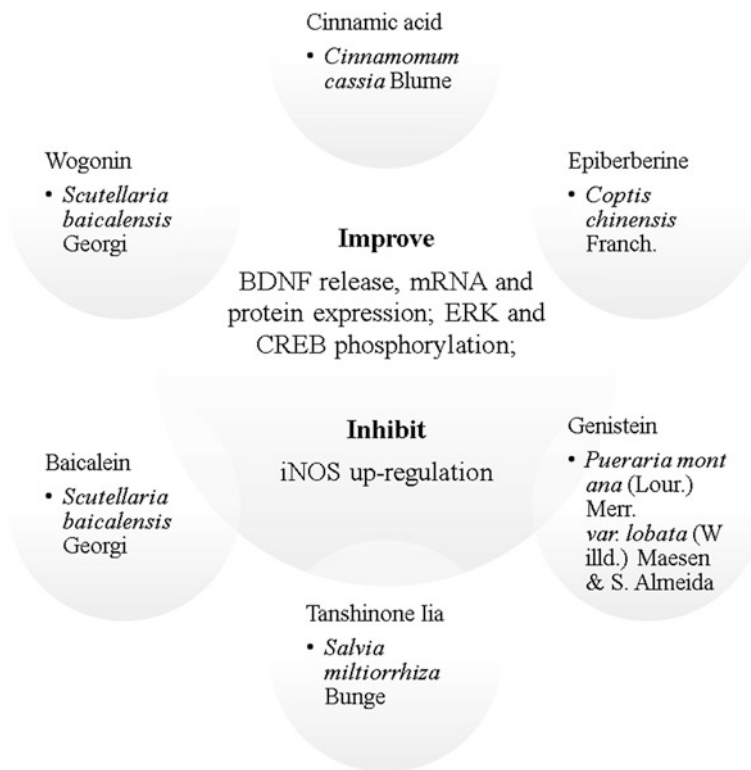 Cinnamic acid
• Cinnamomum
cassia Blume
Wogonin
• Scutellaria
baicalensis
Georgi
Epiberberine
• Coptis
chinensis
Franch.
Improve
BDNF release, mRNA and
protein expression; ERK and
CREB phosphorylation;
Inhibit
iNOS up-regulation
Baicalein
• Scutellaria
baicalensis
Georgi
Genistein
• Pueraria mont
ana (Lour.)
Merr.
var. lobata (W
illd.) Maesen
& S. Almeida
Tanshinone Iia
• Salvia
miltiorrhiza
Bunge